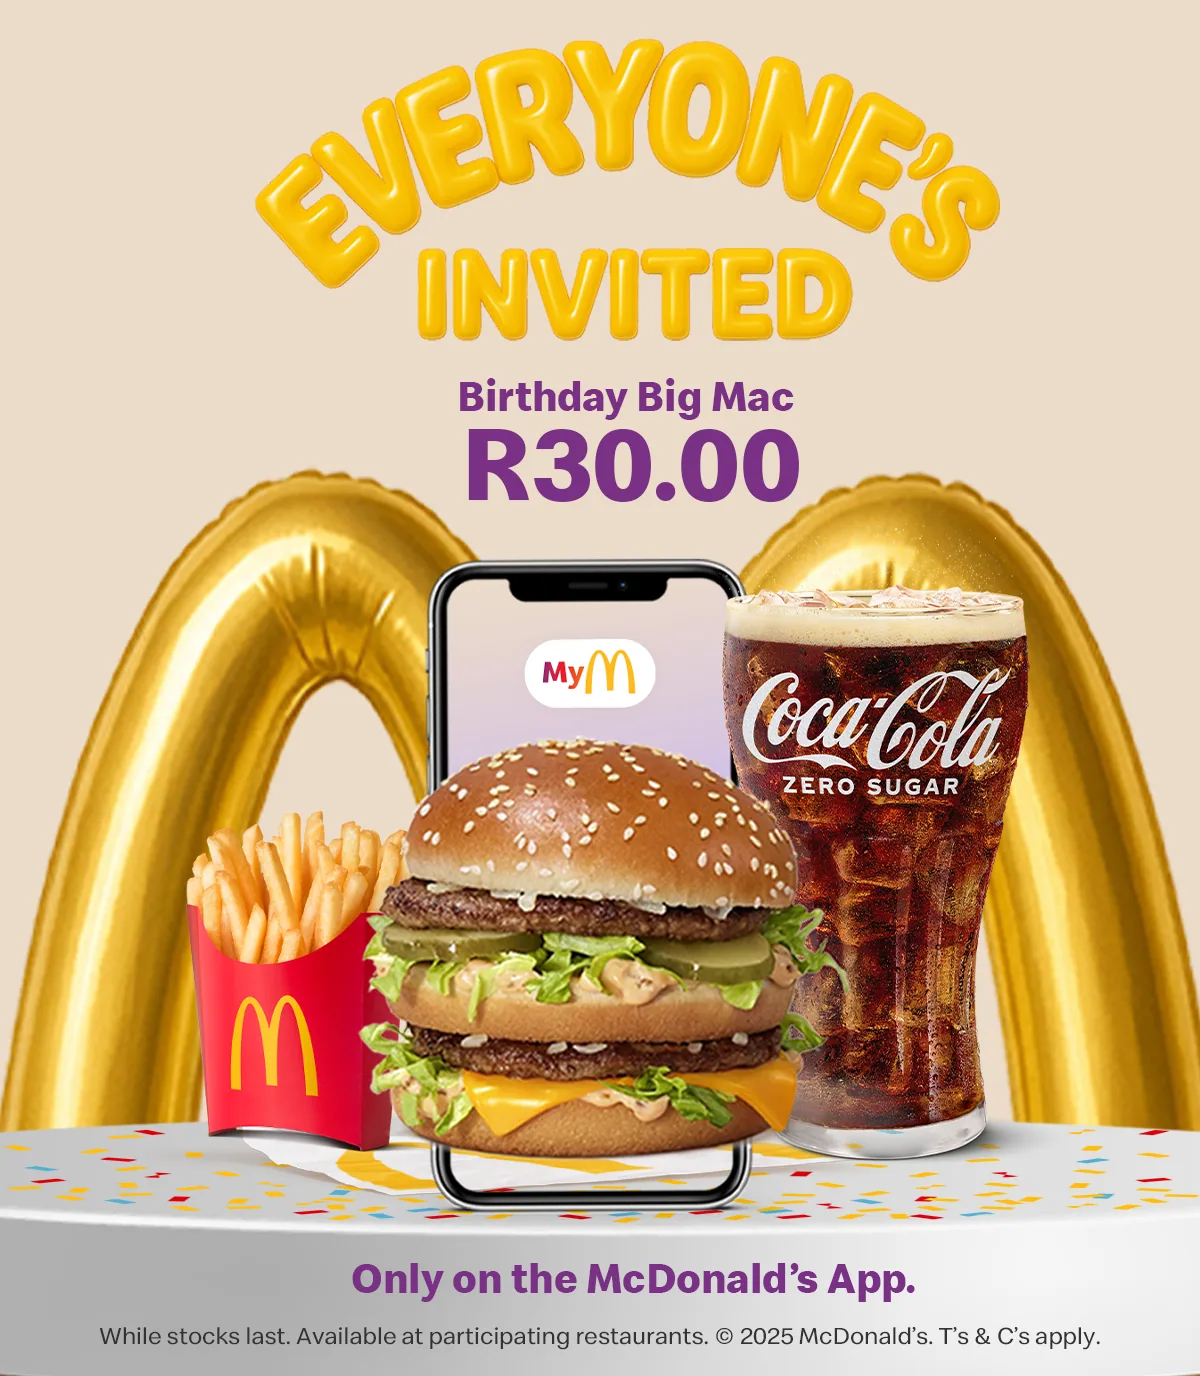 EVERYONE'S
INVITED
Birthday Big Mac
R30.00
My
Coca-Cola
ZERO SUGAR
Only on the McDonald's App.
While stocks last. Available at participating restaurants. © 2025 McDonald's. T's & C's apply.